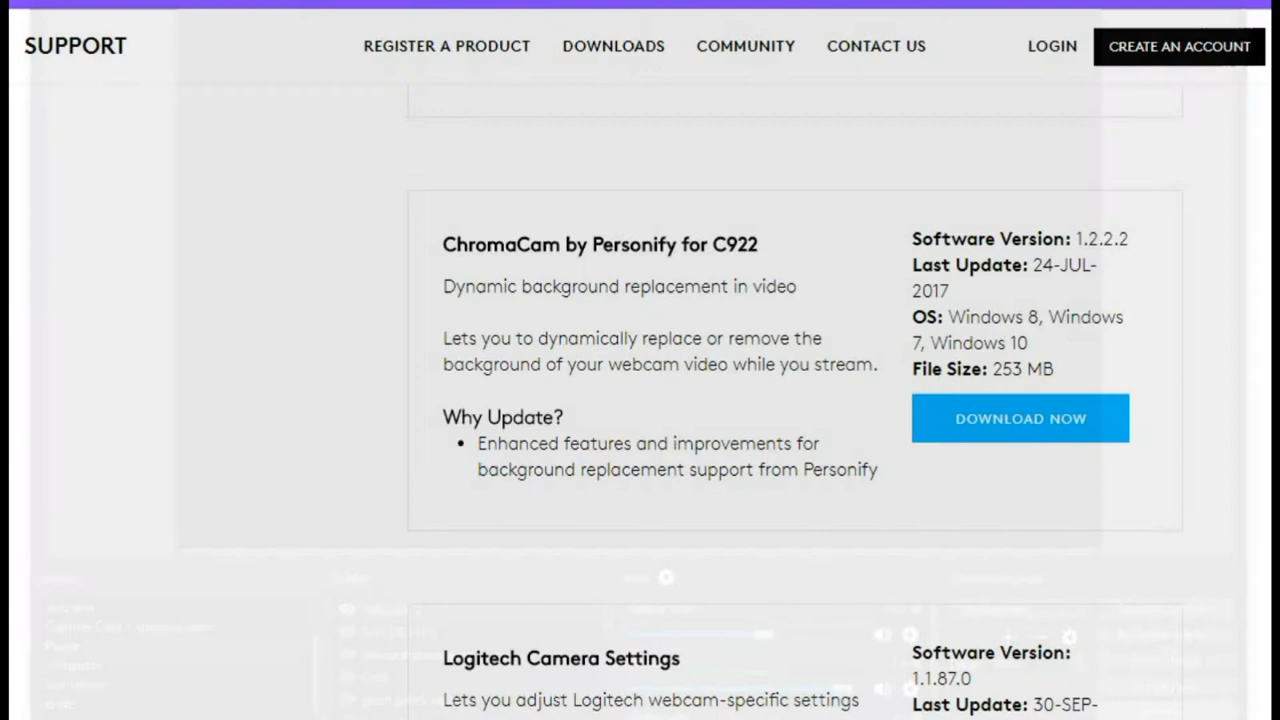 SUPPORT
REGISTER A PRODUCT
DOWNLOADS
COMMUNITY
CONTACT US
LOGIN
CREATE AN ACCOUNT
ChromaCam by Personify for C922
Dynamic background replacement in video
Lets you to dynamically replace or remove the
background of your webcam video while you stream.
Why Update?
• Enhanced features and improvements for
background replacement support from Personify
Software Version: 1.2.2.2
Last Update: 24-JUL-
2017
OS: Windows 8, Windows
7, Windows 10
File Size: 253 MB
DOWNLOAD NOW
Logitech Camera Settings
Lets you adjust Logitech webcam-specific settings
Software Version:
1.1.87.0
Last Update: 30-SEP-